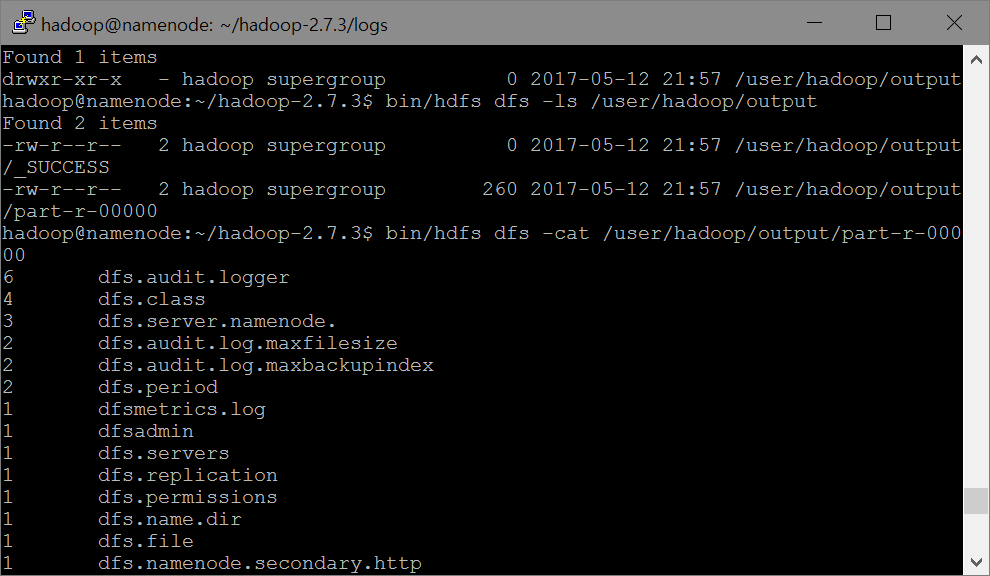 hadoop@namenode: ~/hadoop-2.7.3/logs
Found 1 items
drwxr-xr-x   - hadoop supergroup          0 2017-05-12 21:57 /user/hadoop/output
hadoop@namenode:~/hadoop-2.7.3$ bin/hdfs dfs -ls /user/hadoop/output
Found 2 items
-rw-r--r--   2 hadoop supergroup          0 2017-05-12 21:57 /user/hadoop/output
/_SUCCESS
-rw-r--r--   2 hadoop supergroup        260 2017-05-12 21:57 /user/hadoop/output
/part-r-00000
hadoop@namenode:~/hadoop-2.7.3$ bin/hdfs dfs -cat /user/hadoop/output/part-r-000
00
6       dfs.audit.logger
4       dfs.class
3       dfs.server.namenode.
2       dfs.audit.log.maxfilesize
2       dfs.audit.log.maxbackupindex
2       dfs.period
1       dfsmetrics.log
1       dfsadmin
1       dfs.servers
1       dfs.replication
1       dfs.permissions
1       dfs.name.dir
1       dfs.file
1       dfs.namenode.secondary.http